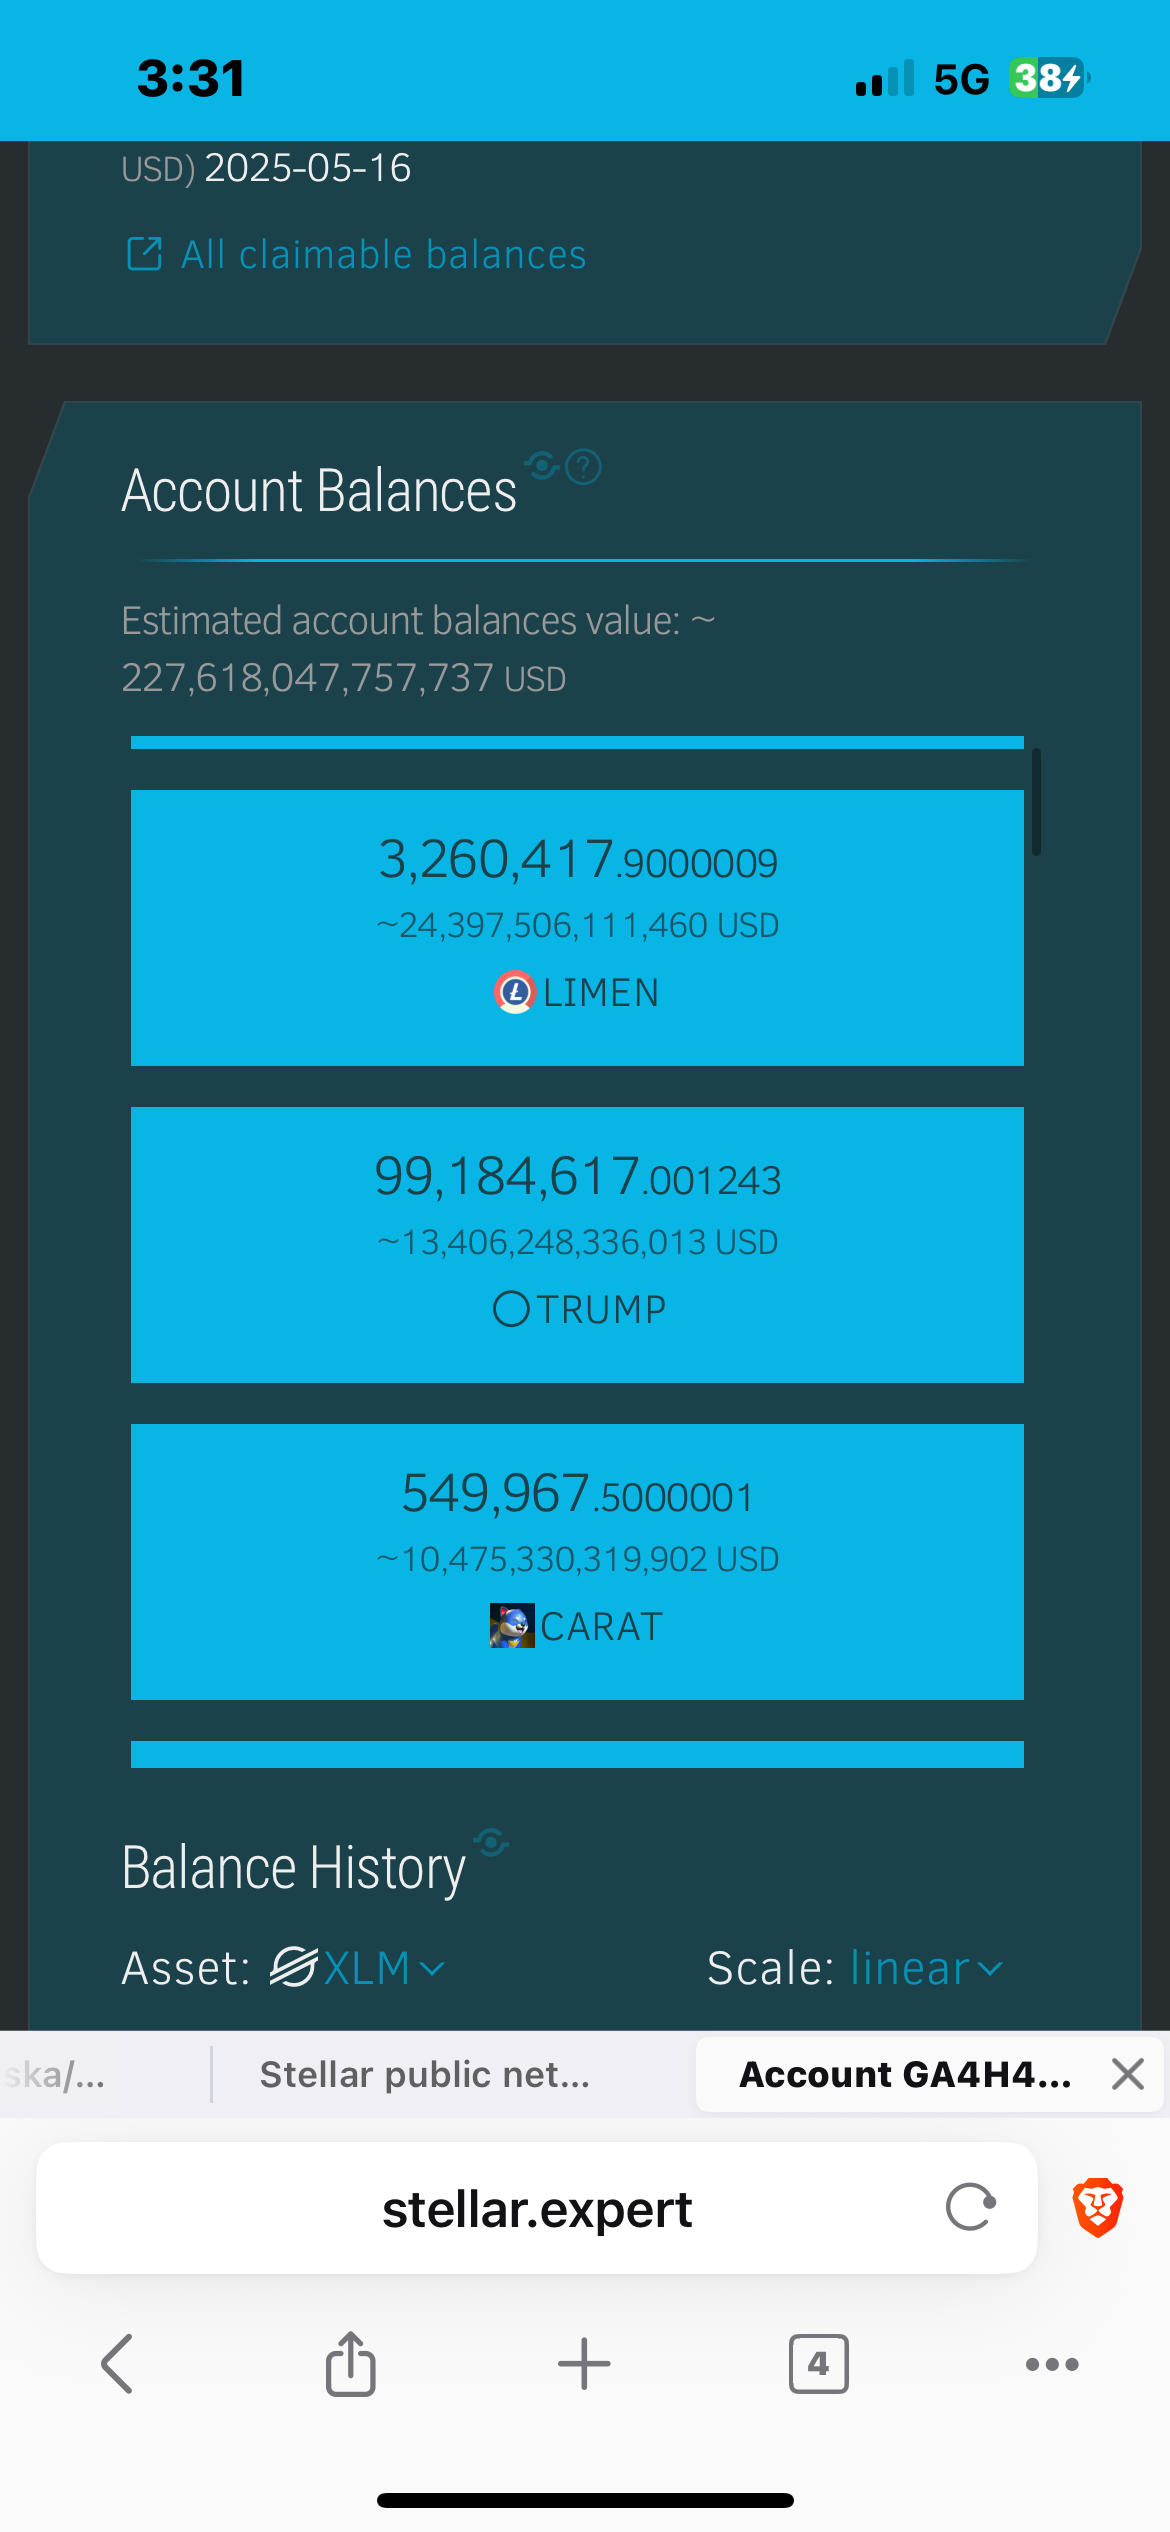 3:31
5G
38
USD) 2025-05-16
All claimable balances
Account Balances
?
Estimated account balances value: ~
227,618,047,757,737 USD
3,260,417.9000009
~24,397,506,111,460 USD
LIMEN
99,184,617.001243
~13,406,248,336,013 USD
TRUMP
549,967.5000001
~10,475,330,319,902 USD
CARAT
Balance History
Asset: XLM
Scale: linear
ska/...
Stellar public net...
Account GA4H4...
stellar.expert
4